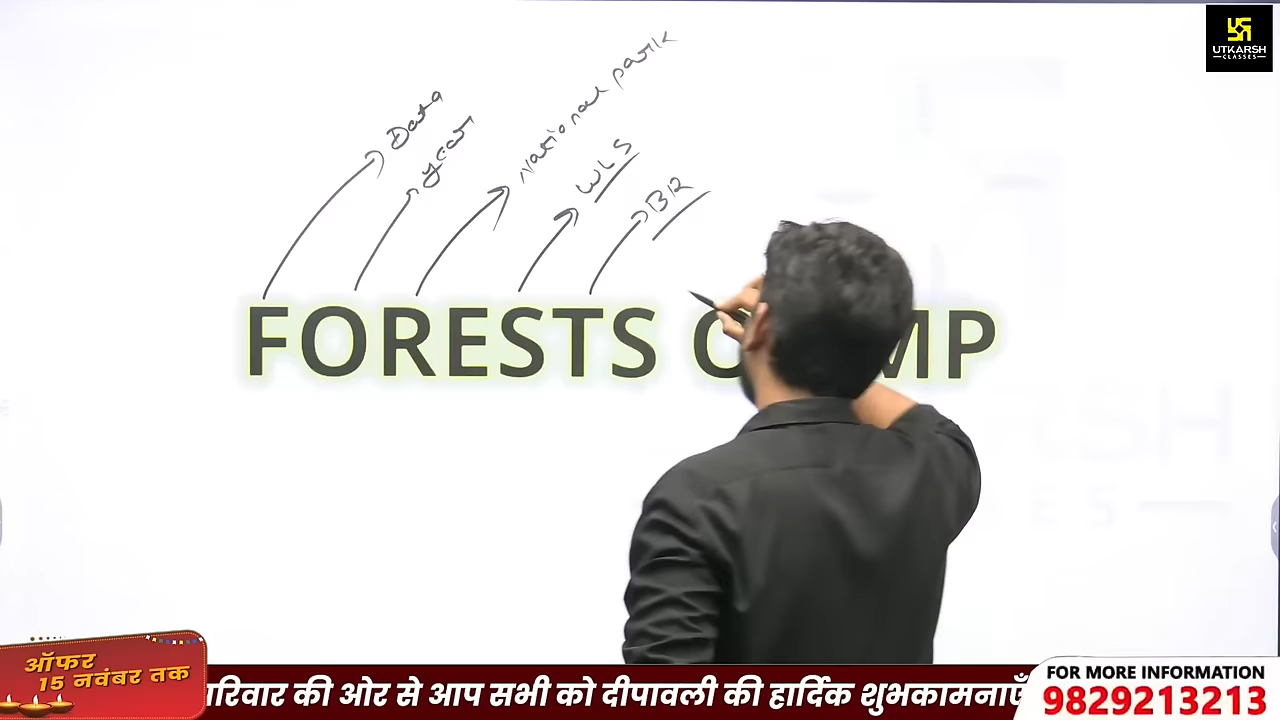 UTKARSH
CLASSES
Data
year
National park
WLS
BR
FORESTS
MP
ऑफर
15 नवंबर तक
रिवार की ओर से आप सभी को दीपावली की हार्दिक शुभकामनाएँ
FOR MORE INFORMATION
9829213213